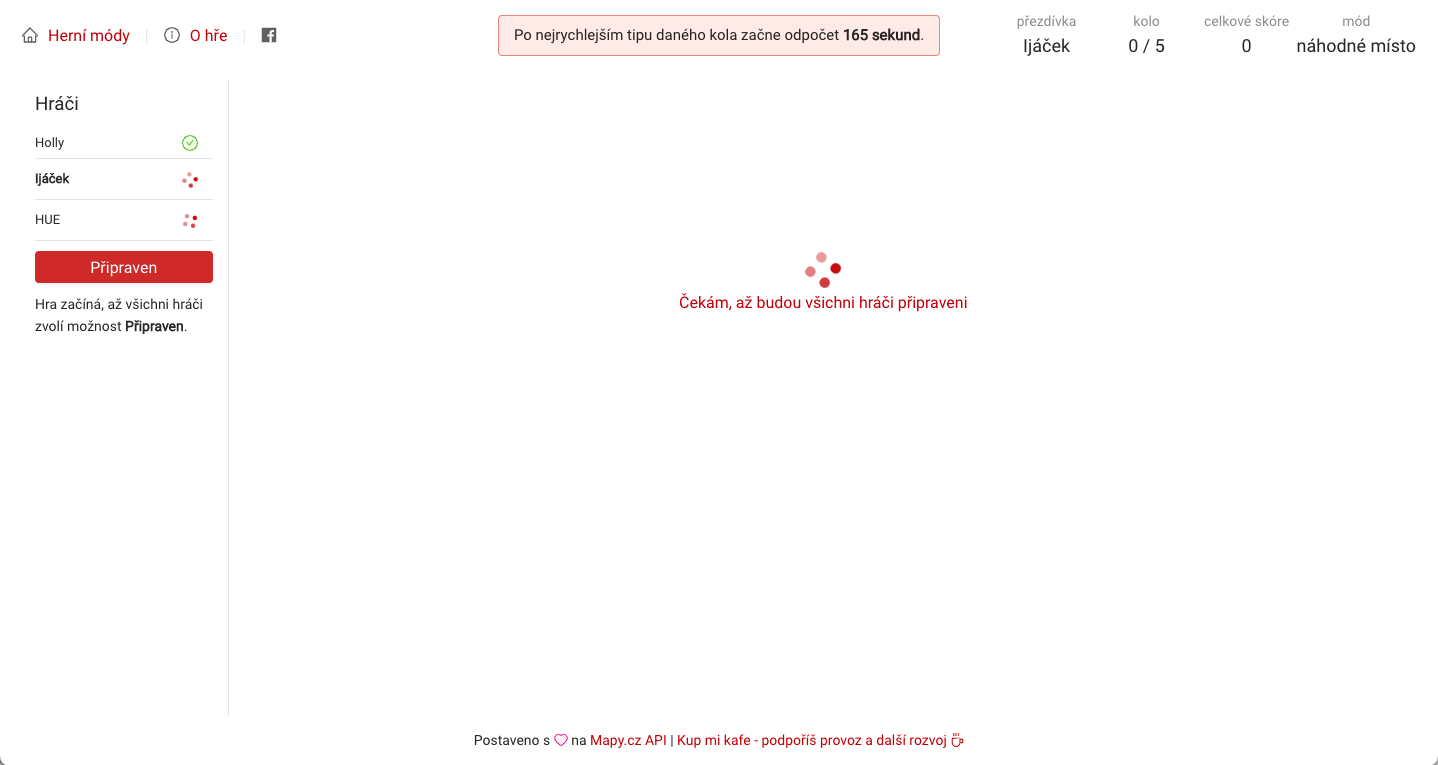 Herní módy | O hře |
Po nejrychlejším tipu daného kola začne odpočet 165 sekund.
přezdívka kolo celkové skóre mód
Ijáček 0 / 5 0 náhodné místo
Hráči
Holly
Ijáček
HUE
Připraven
Hra začíná, až všichni hráči
zvolí možnost Připraven.
Čekám, až budou všichni hráči připraveni
Postaveno s na Mapy.cz API | Kup mi kafe - podpoříš provoz a další rozvoj